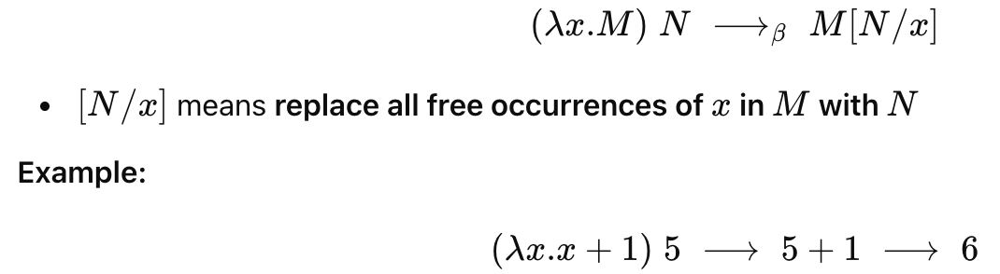 (λx.M) N ⟶β M[N/x]
• [N/x] means replace all free occurrences of x in M with N
Example:
(λx.x + 1) 5 ⟶ 5 + 1 ⟶ 6